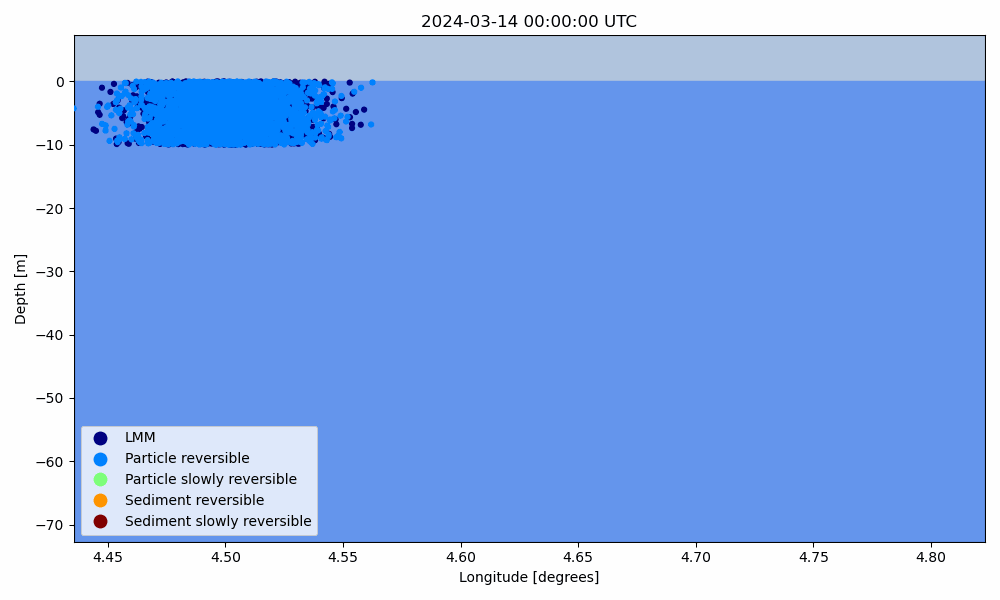 2024-03-14 00:00:00 UTC
0
−10
−20
−30
−40
−50
−60
−70
Depth [m]
LMM
Particle reversible
Particle slowly reversible
Sediment reversible
Sediment slowly reversible
4.45 4.50 4.55 4.60 4.65 4.70 4.75 4.80
Longitude [degrees]